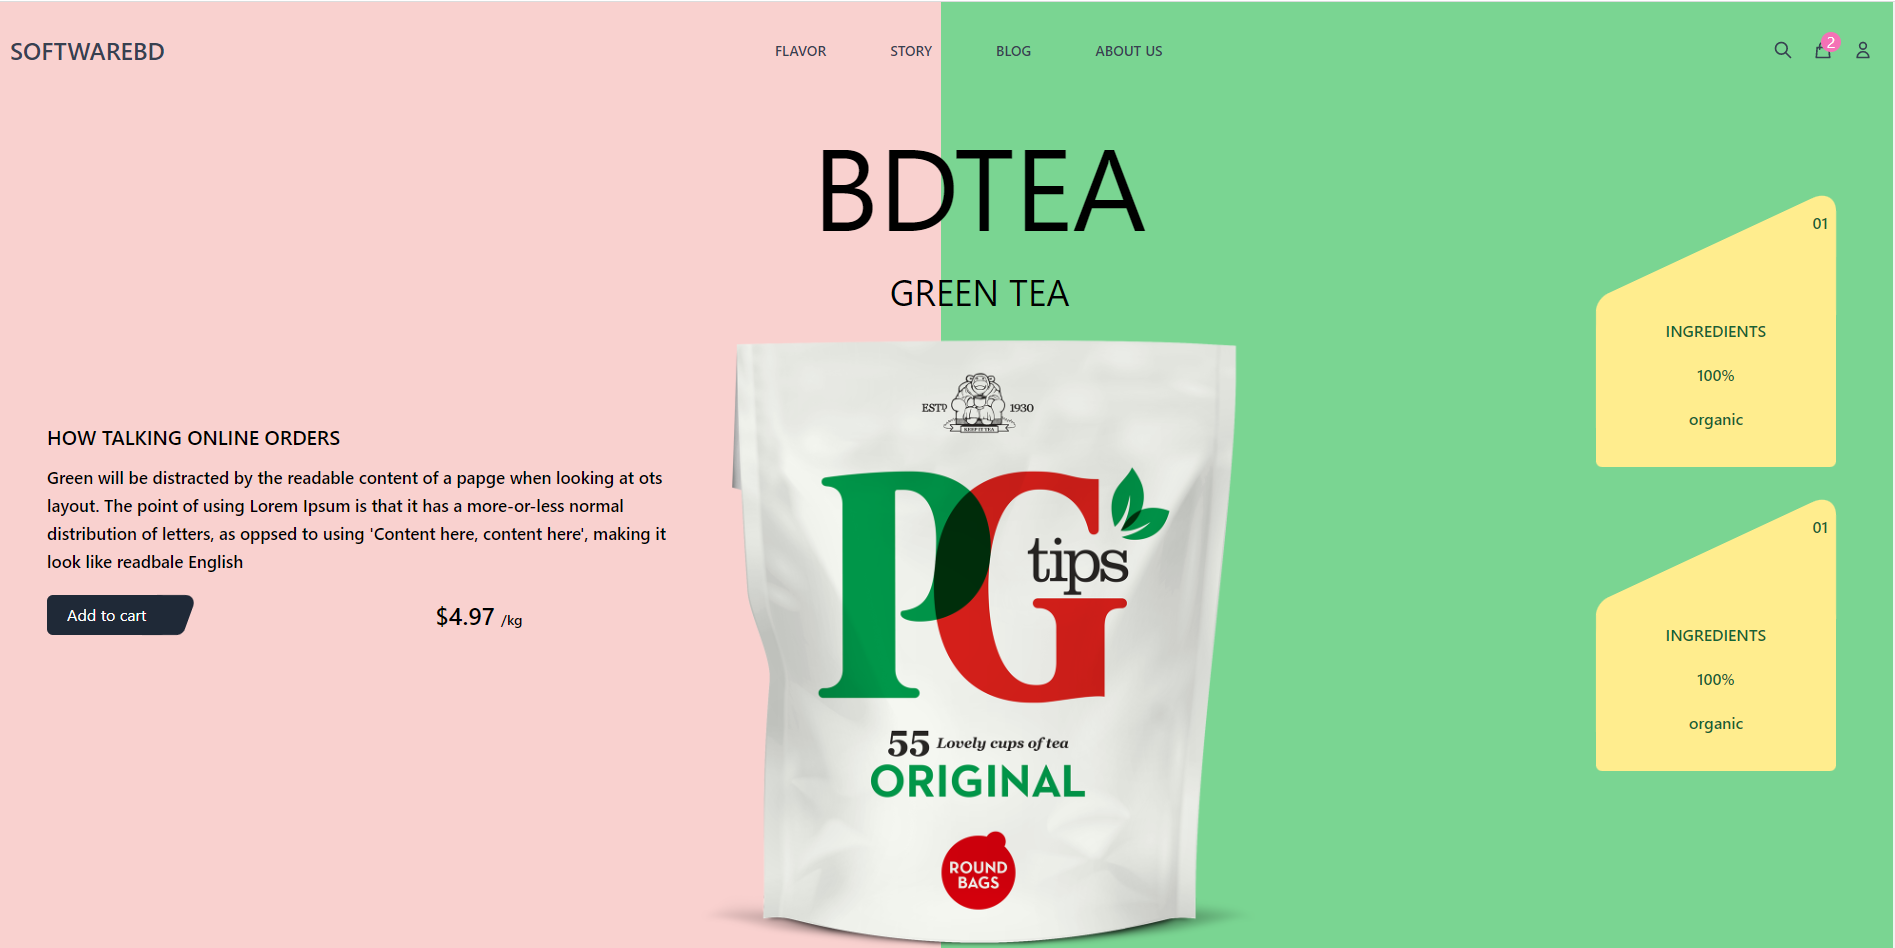 SOFTWAREBD
FLAVOR
STORY
BLOG
ABOUT US
2
BDTEA
GREEN TEA
HOW TALKING ONLINE ORDERS
Green will be distracted by the readable content of a papge when looking at ots
layout. The point of using Lorem Ipsum is that it has a more-or-less normal
distribution of letters, as oppsed to using 'Content here, content here', making it
look like readbale English
Add to cart
$4.97 /kg
ESTD 1930
KEEP IT TEA
PG
tips
55 Lovely cups of tea
ORIGINAL
ROUND
BAGS
01
INGREDIENTS
100%
organic
01
INGREDIENTS
100%
organic